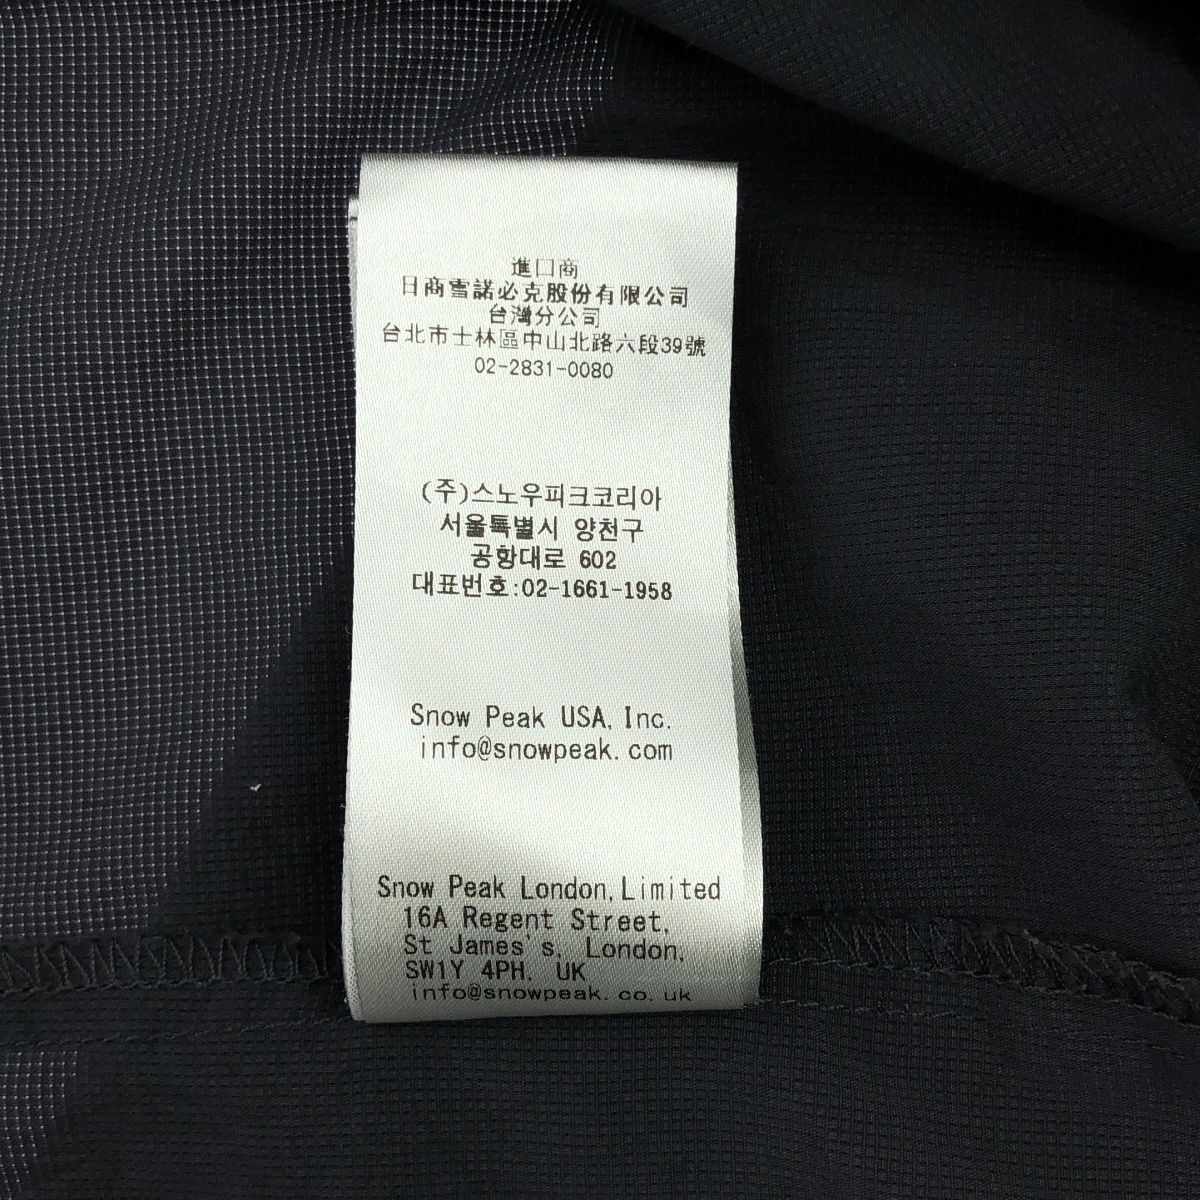 進口商
日商雪諾必克股份有限公司
台灣分公司
台北市士林區中山北路六段39號
02-2831-0080
(주)스노우피크코리아
서울특별시 양천구
공항대로 602
대표번호:02-1661-1958
Snow Peak USA, Inc.
info@snowpeak.com
Snow Peak London, Limited
16A Regent Street,
St James's, London,
SW1Y 4PH, UK
info@snowpeak.co.uk